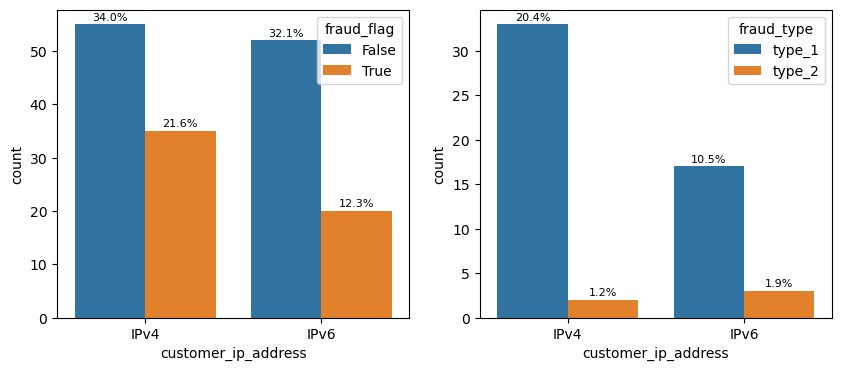 34.0%
32.1%
21.6%
12.3%
fraud_flag
False
True
50
40
30
20
10
0
count
IPv4
IPv6
customer_ip_address
20.4%
10.5%
1.2%
1.9%
fraud_type
type_1
type_2
30
25
20
15
10
5
0
count
IPv4
IPv6
customer_ip_address